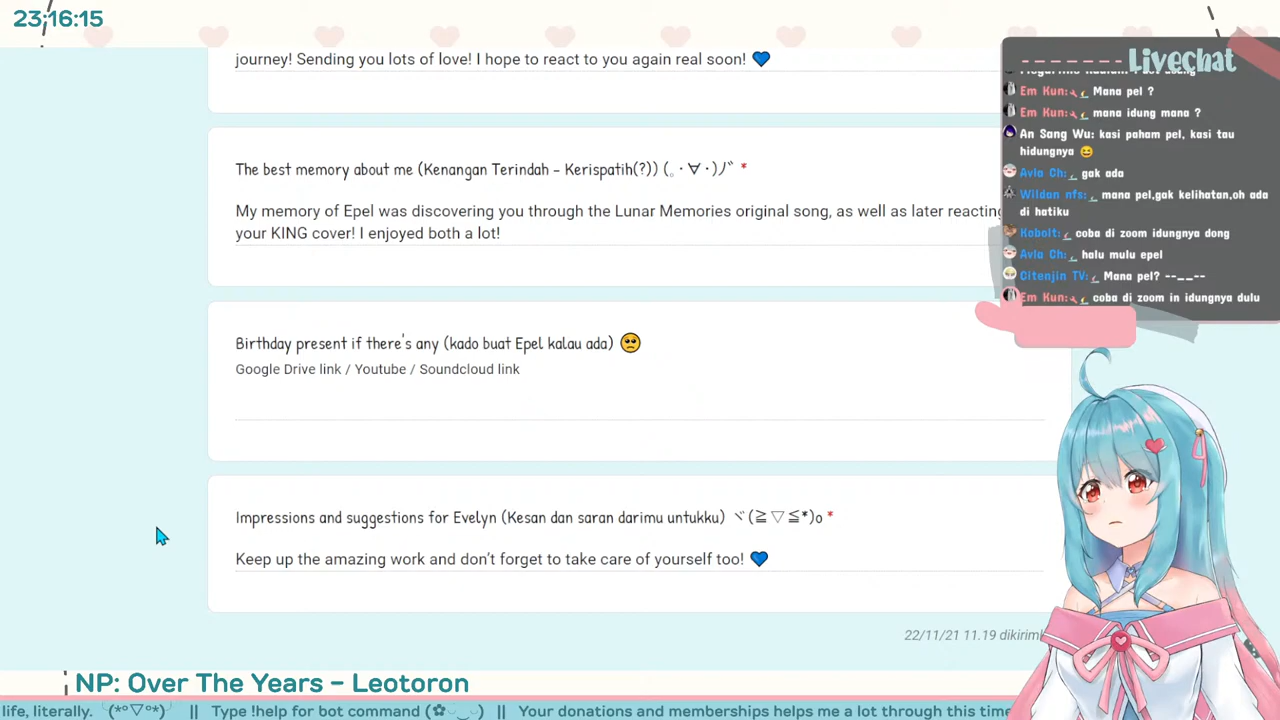 23:16:15
journey! Sending you lots of love! I hope to react to you again real soon! 💙
The best memory about me (Kenangan Terindah - Kerispatih(?)) (｡･∀･)ﾉﾞ *
My memory of Epel was discovering you through the Lunar Memories original song, as well as later reacting
your KING cover! I enjoyed both a lot!
Birthday present if there's any (kado buat Epel kalau ada) 🥺
Google Drive link / Youtube / Soundcloud link
Impressions and suggestions for Evelyn (Kesan dan saran darimu untukku) ヾ(≧▽≦*)o *
Keep up the amazing work and don't forget to take care of yourself too! 💙
22/11/21 11.19 dikirim
LiveChat
Em Kun: Mana pel ?
Em Kun: mana idung mana ?
An Sang Wu: kasi paham pel, kasi tau
hidungnya 😆
Avla Ch: gak ada
Wildan nfs: mana pel,gak kelihatan,oh ada
di hatiku
Kobolt: coba di zoom idungnya dong
Avla Ch: halu mulu epel
Oitenjin TV: Mana pel? --__--
Em Kun: coba di zoom in idungnya dulu
NP: Over The Years - Leotoron
life, literally. (*°▽°*) || Type !help for bot command (✿◡‿◡) || Your donations and memberships helps me a lot through this time